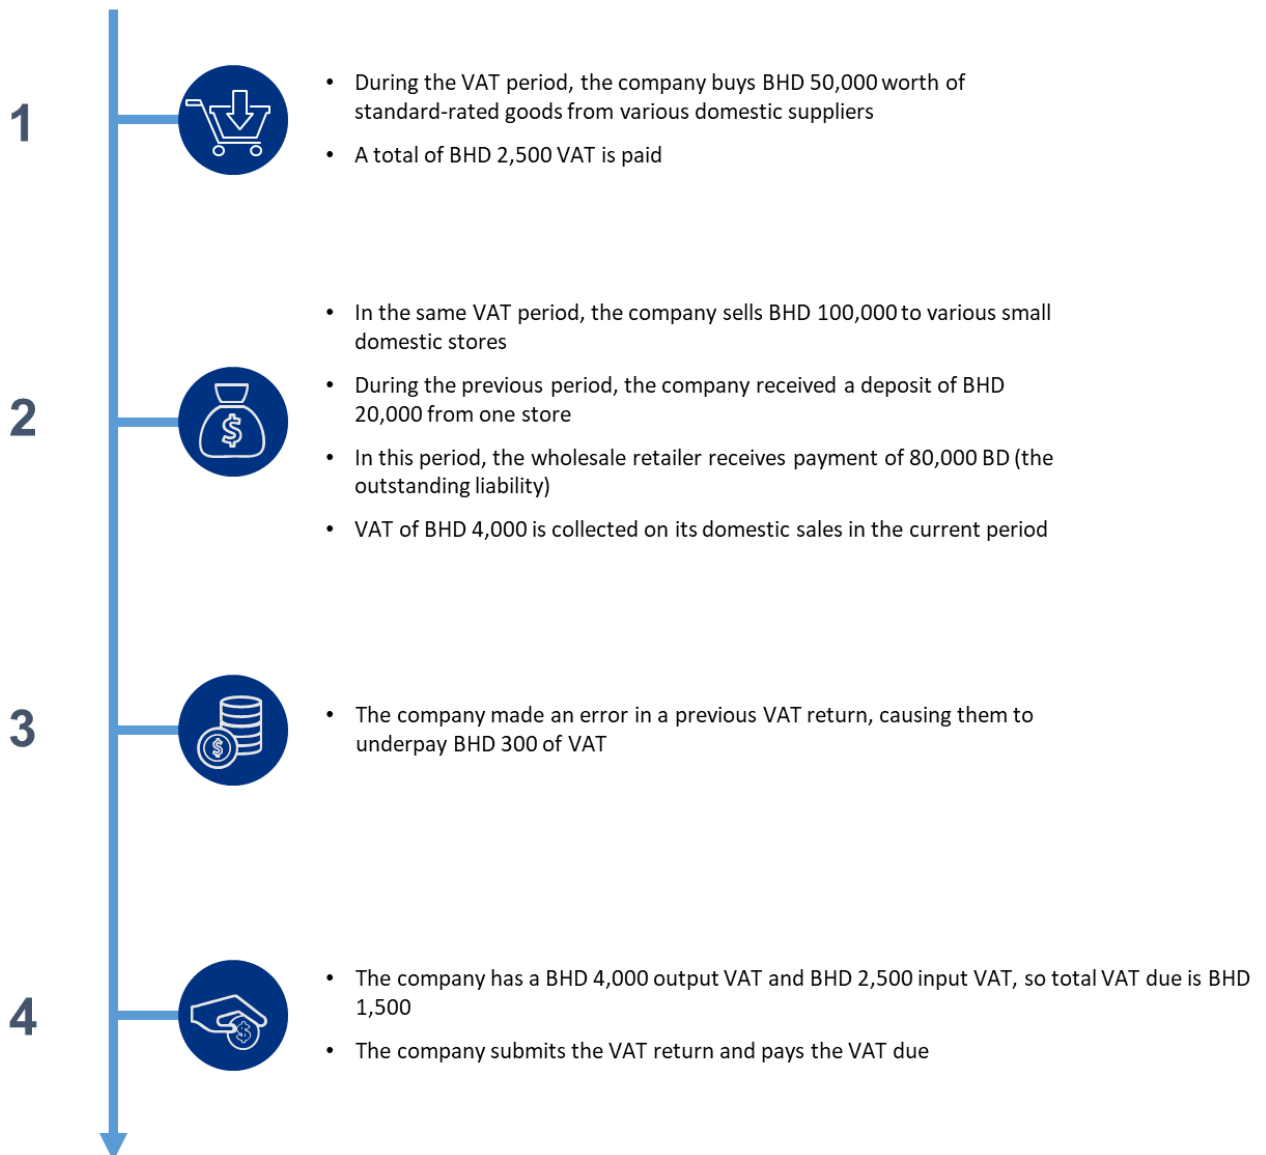 1
• During the VAT period, the company buys BHD 50,000 worth of
standard-rated goods from various domestic suppliers
• A total of BHD 2,500 VAT is paid
2
• In the same VAT period, the company sells BHD 100,000 to various small
domestic stores
• During the previous period, the company received a deposit of BHD
20,000 from one store
• In this period, the wholesale retailer receives payment of 80,000 BD (the
outstanding liability)
• VAT of BHD 4,000 is collected on its domestic sales in the current period
$
3
• The company made an error in a previous VAT return, causing them to
underpay BHD 300 of VAT
$
4
• The company has a BHD 4,000 output VAT and BHD 2,500 input VAT, so total VAT due is BHD
1,500
• The company submits the VAT return and pays the VAT due
$